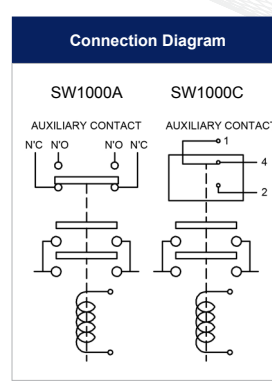 Connection Diagram
SW1000A SW1000C
AUXILIARY CONTACT AUXILIARY CONTACT
N'C N'O N'O N'C
1
4
2